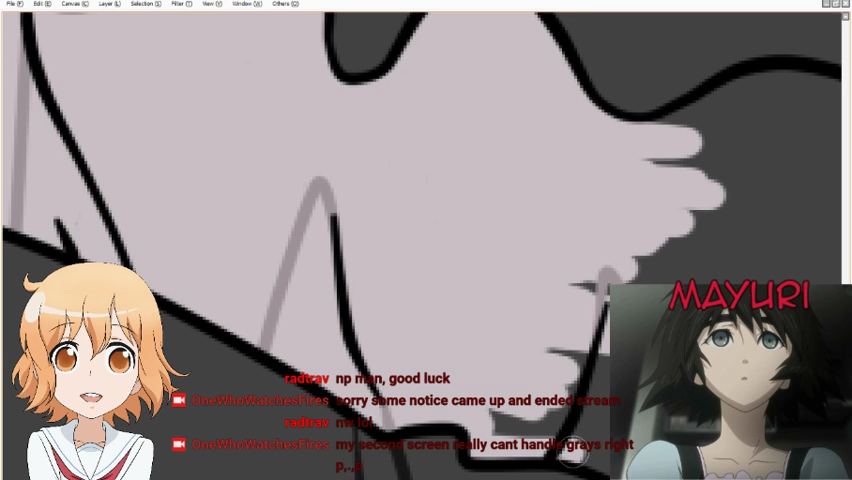 File (F) Edit (E) Canvas (C) Layer (L) Selection (S) Filter (T) View (V) Window (W) Others (O)
MAYURI
radtrav np man, good luck
OneWhoWatchesFires sorry some notice came up and ended stream
radtrav nw lol
OneWhoWatchesFires my second screen really cant handle grays right
p,.,p